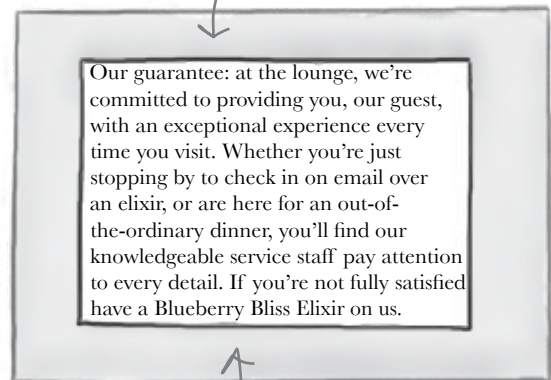 Our guarantee: at the lounge, we’re
committed to providing you, our guest,
with an exceptional experience every
time you visit. Whether you’re just
stopping by to check in on email over
an elixir, or are here for an out-of-
the-ordinary dinner, you’ll find our
knowledgeable service staff pay attention
to every detail. If you’re not fully satisfied
have a Blueberry Bliss Elixir on us.